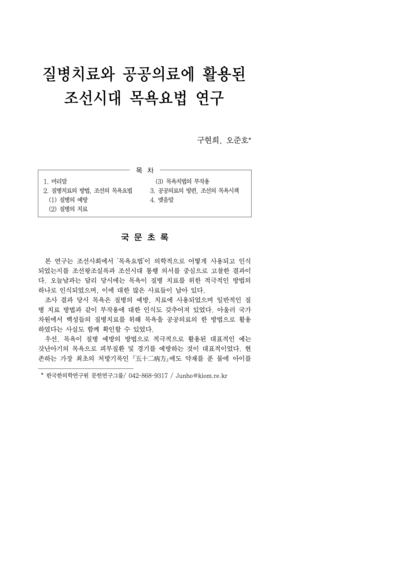 질병치료와 공공의료에 활용된
조선시대 목욕요법 연구
구현희, 오준호*
목 차
1. 머리말
2. 질병치료의 방법, 조선의 목욕요법
(1) 질병의 예방
(2) 질병의 치료
(3) 목욕처법의 부작용
3. 공공의료의 방편, 조선의 목욕시책
4. 맺음말
국 문 초 록
본 연구는 조선사회에서 '목욕요법'이 의학적으로 어떻게 사용되고 인식
되었는지를 조선왕조실록과 조선시대 통행 의서를 중심으로 고찰한 결과이
다. 오늘날과는 달리 당시에는 목욕이 질병 치료를 위한 적극적인 방법의
하나로 인식되었으며, 이에 대한 많은 사료들이 남아 있다.
조사 결과 당시 목욕은 질병의 예방, 치료에 사용되었으며 일반적인 질
병 치료 방법과 같이 부작용에 대한 인식도 갖추어져 있었다. 아울러 국가
차원에서 백성들의 질병치료를 위해 목욕을 공공의료의 한 방법으로 활용
하였다는 사실도 함께 확인할 수 있었다.
우선, 목욕이 질병 예방의 방법으로 적극적으로 활용된 대표적인 예는
갓난아기의 목욕으로 피부질환 및 경기를 예방하는 것이 대표적이었다. 현
존하는 가장 최초의 처방기록인 『五十二病方』에도 약재를 푼 물에 아이를
* 한국한의학연구원 문헌연구그룹/ 042-868-9317 / Junho@kiom.re.kr